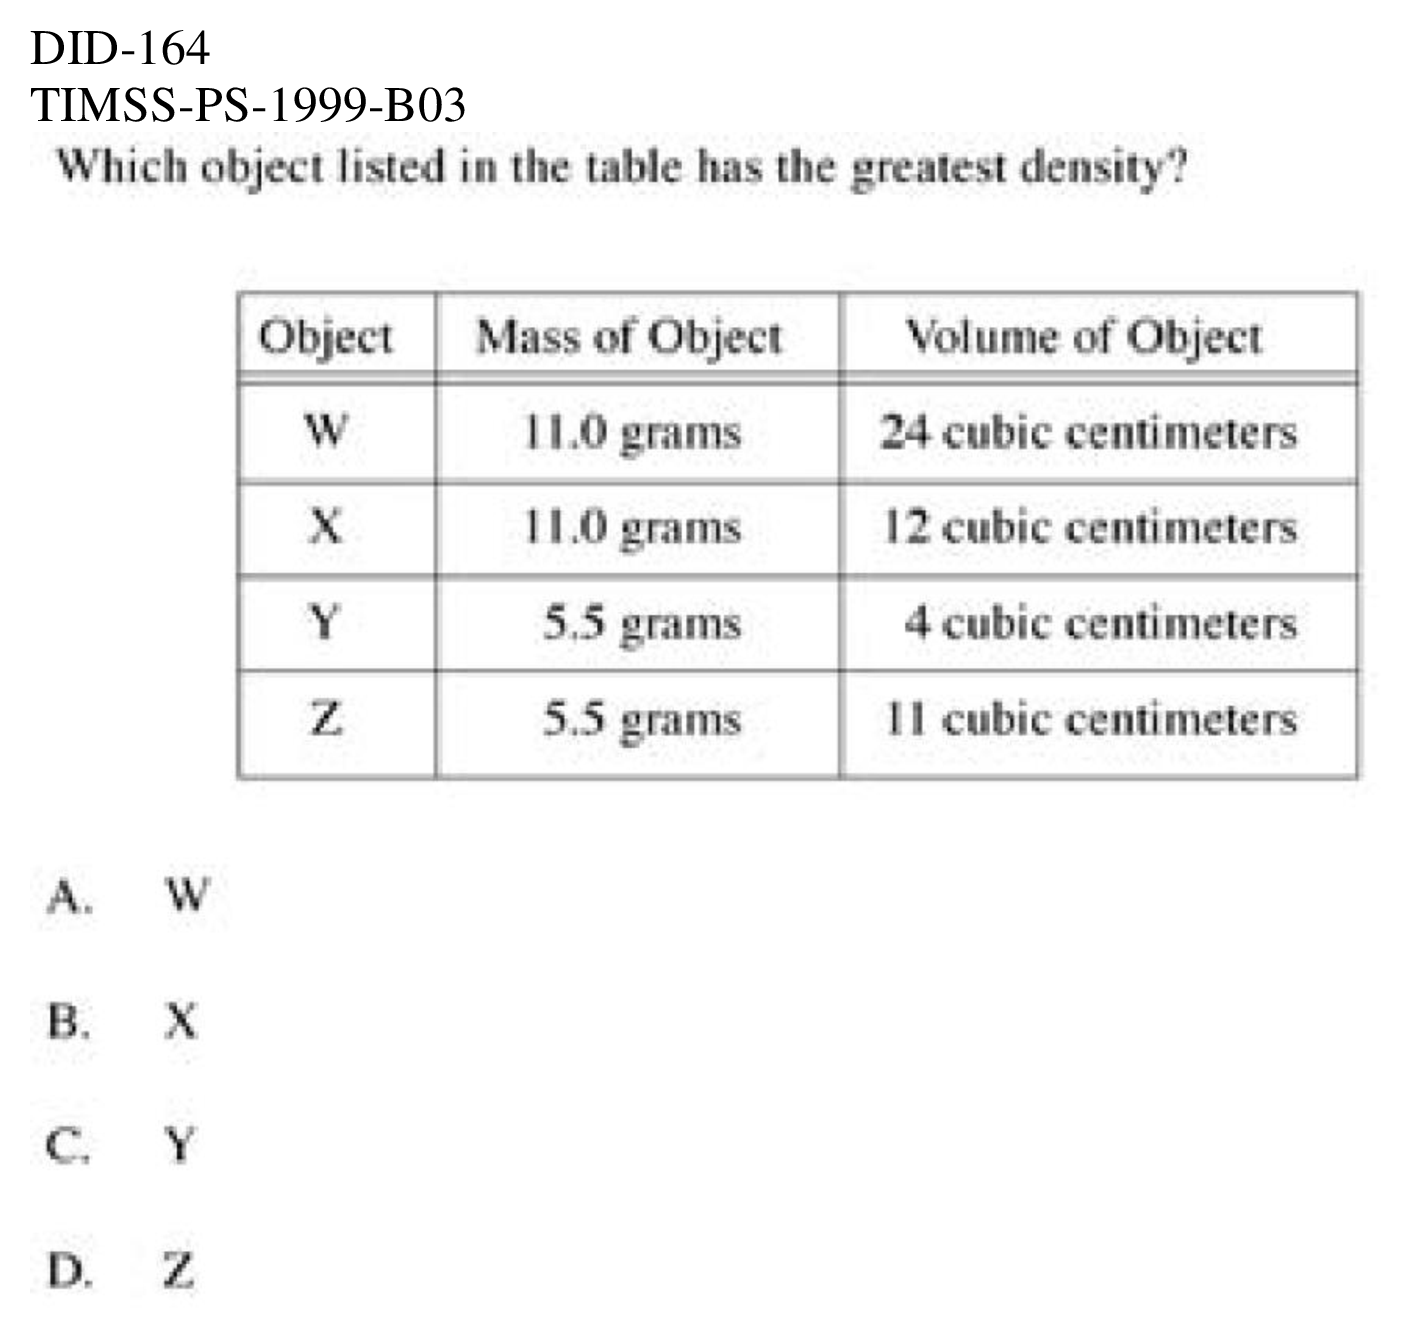 DID-164
TIMSS-PS-1999-B03
Which object listed in the table has the greatest density?
Object Mass of Object Volume of Object
W 11.0 grams 24 cubic centimeters
X 11.0 grams 12 cubic centimeters
Y 5.5 grams 4 cubic centimeters
Z 5.5 grams 11 cubic centimeters
A. W
B. X
C. Y
D. Z